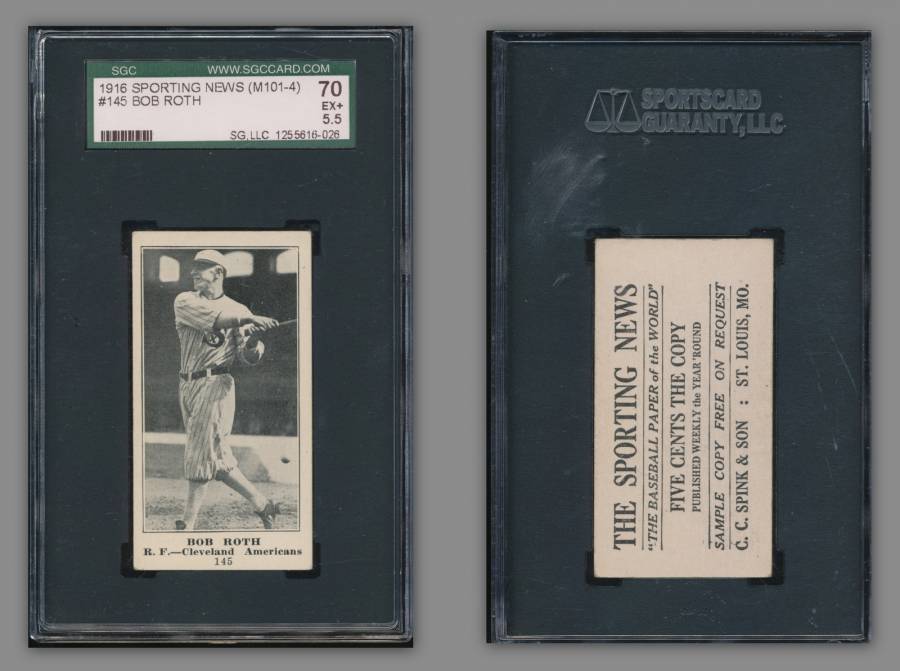 SGC WWW.SGCCARD.COM
1916 SPORTING NEWS (M101-4) 70
#145 BOB ROTH EX+
5.5
SG,LLC 1255616-026
BOB ROTH
R. F.—Cleveland Americans
145
SPORTSCARD
GUARANTY, LLC
THE SPORTING NEWS
"THE BASEBALL PAPER of the WORLD"
FIVE CENTS THE COPY
PUBLISHED WEEKLY the YEAR 'ROUND
SAMPLE COPY FREE ON REQUEST
C. C. SPINK & SON : ST. LOUIS, MO.